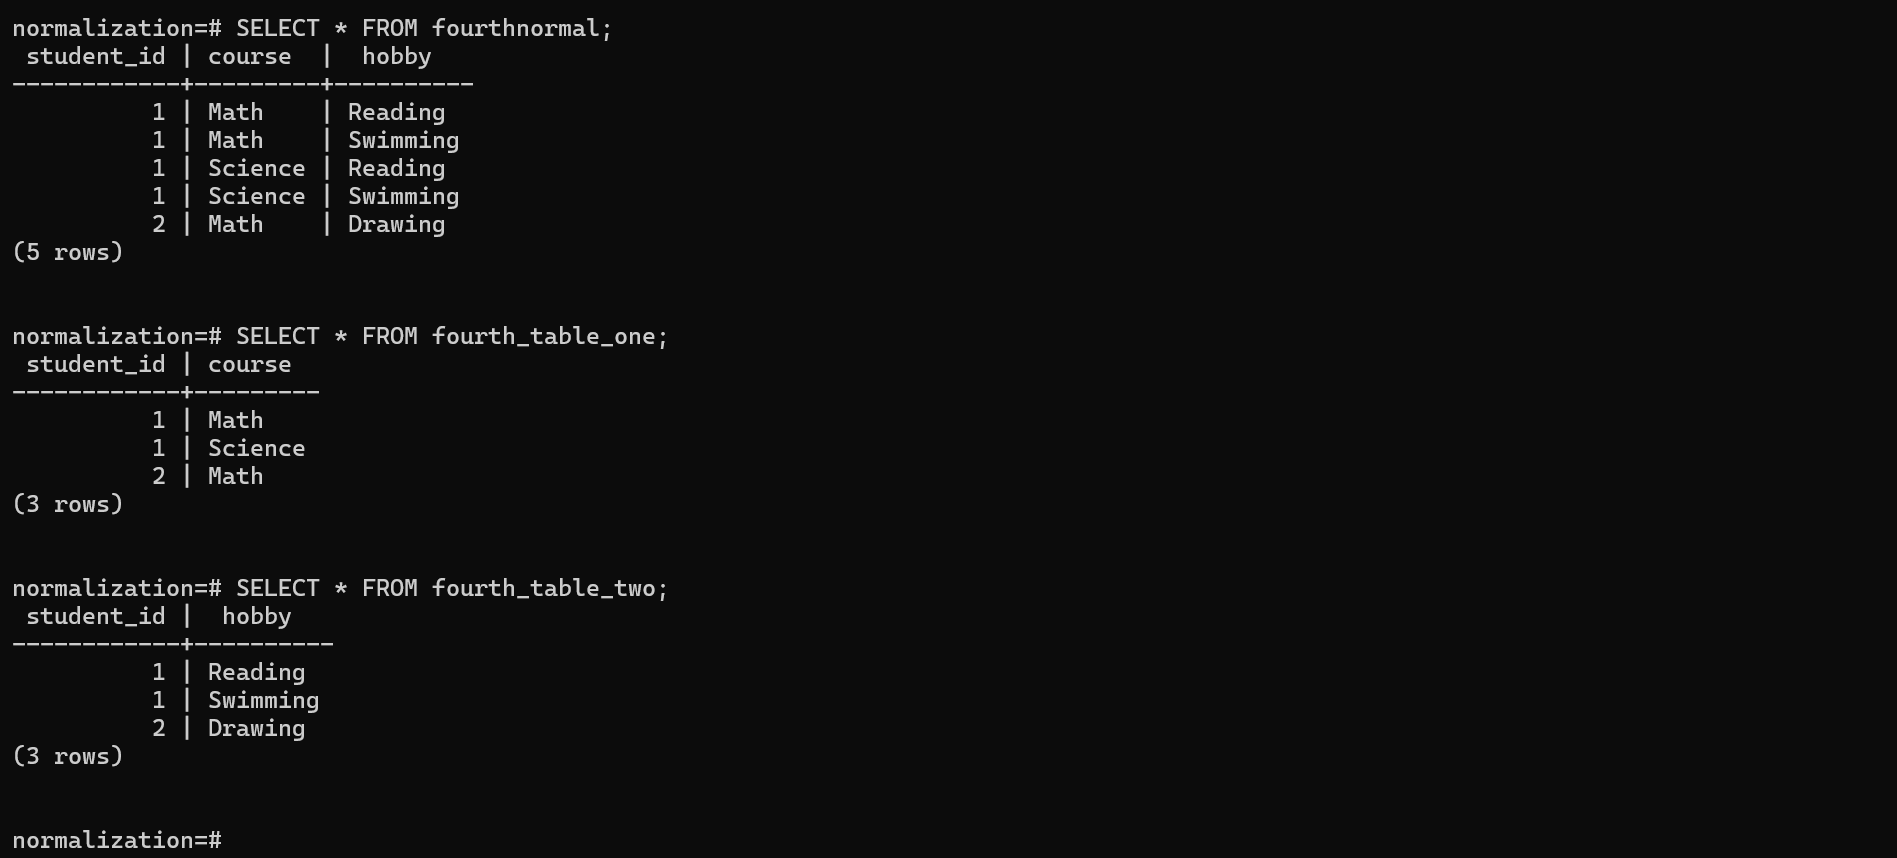 normalization=# SELECT * FROM fourthnormal;
 student_id | course  |  hobby
------------+---------+----------
          1 | Math    | Reading
          1 | Math    | Swimming
          1 | Science | Reading
          1 | Science | Swimming
          2 | Math    | Drawing
(5 rows)
normalization=# SELECT * FROM fourth_table_one;
 student_id | course
------------+---------
          1 | Math
          1 | Science
          2 | Math
(3 rows)
normalization=# SELECT * FROM fourth_table_two;
 student_id |  hobby
------------+----------
          1 | Reading
          1 | Swimming
          2 | Drawing
(3 rows)
normalization=#